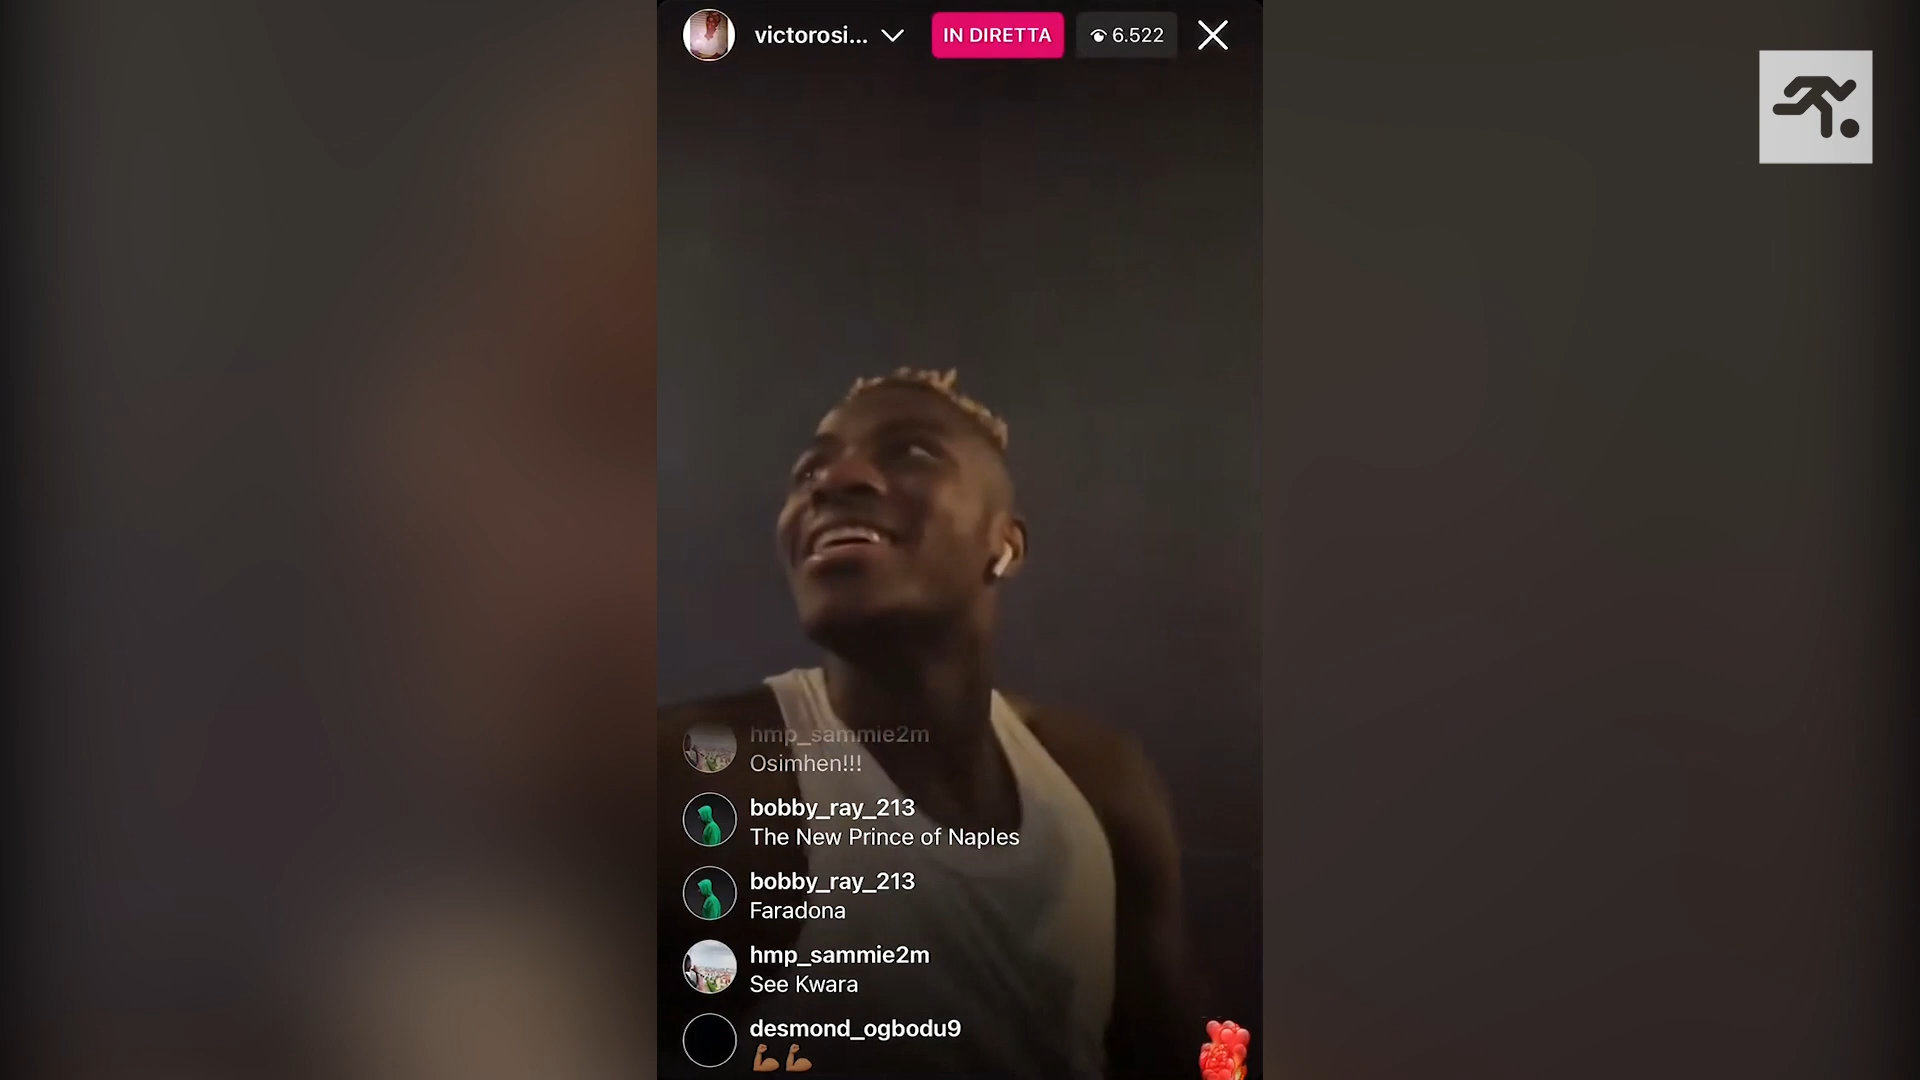 victorosi...
IN DIRETTA
6.522
hmp_sammie2m
Osimhen!!!
bobby_ray_213
The New Prince of Naples
bobby_ray_213
Faradona
hmp_sammie2m
See Kwara
desmond_ogbodu9
💪🏾💪🏾